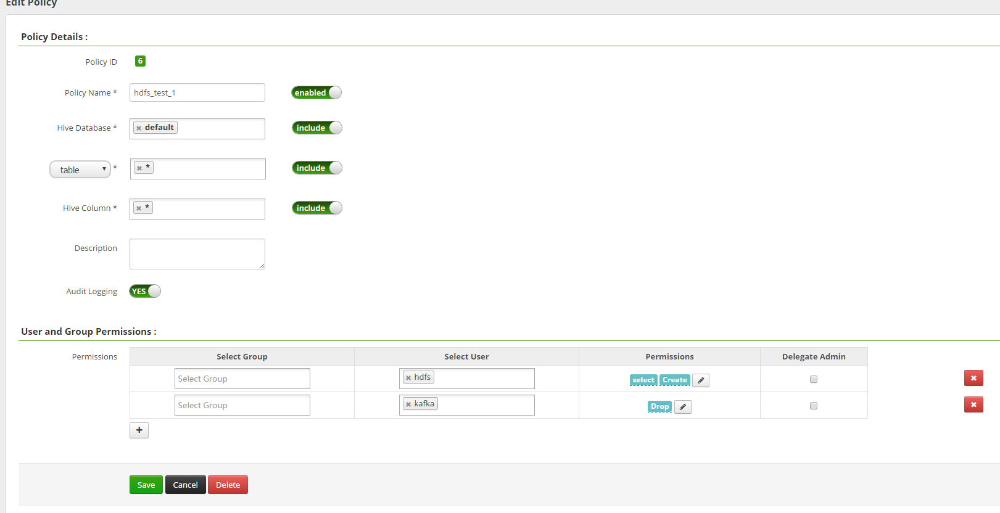 Edit Policy
Policy Details :
Policy ID 6
Policy Name * hdfs_test_1 enabled
Hive Database * × default include
table ▾ * × * include
Hive Column * × * include
Description
Audit Logging YES
User and Group Permissions :
Permissions Select Group Select User Permissions Delegate Admin
Select Group × hdfs select Create ×
Select Group × kafka Drop ×
+
Save Cancel Delete